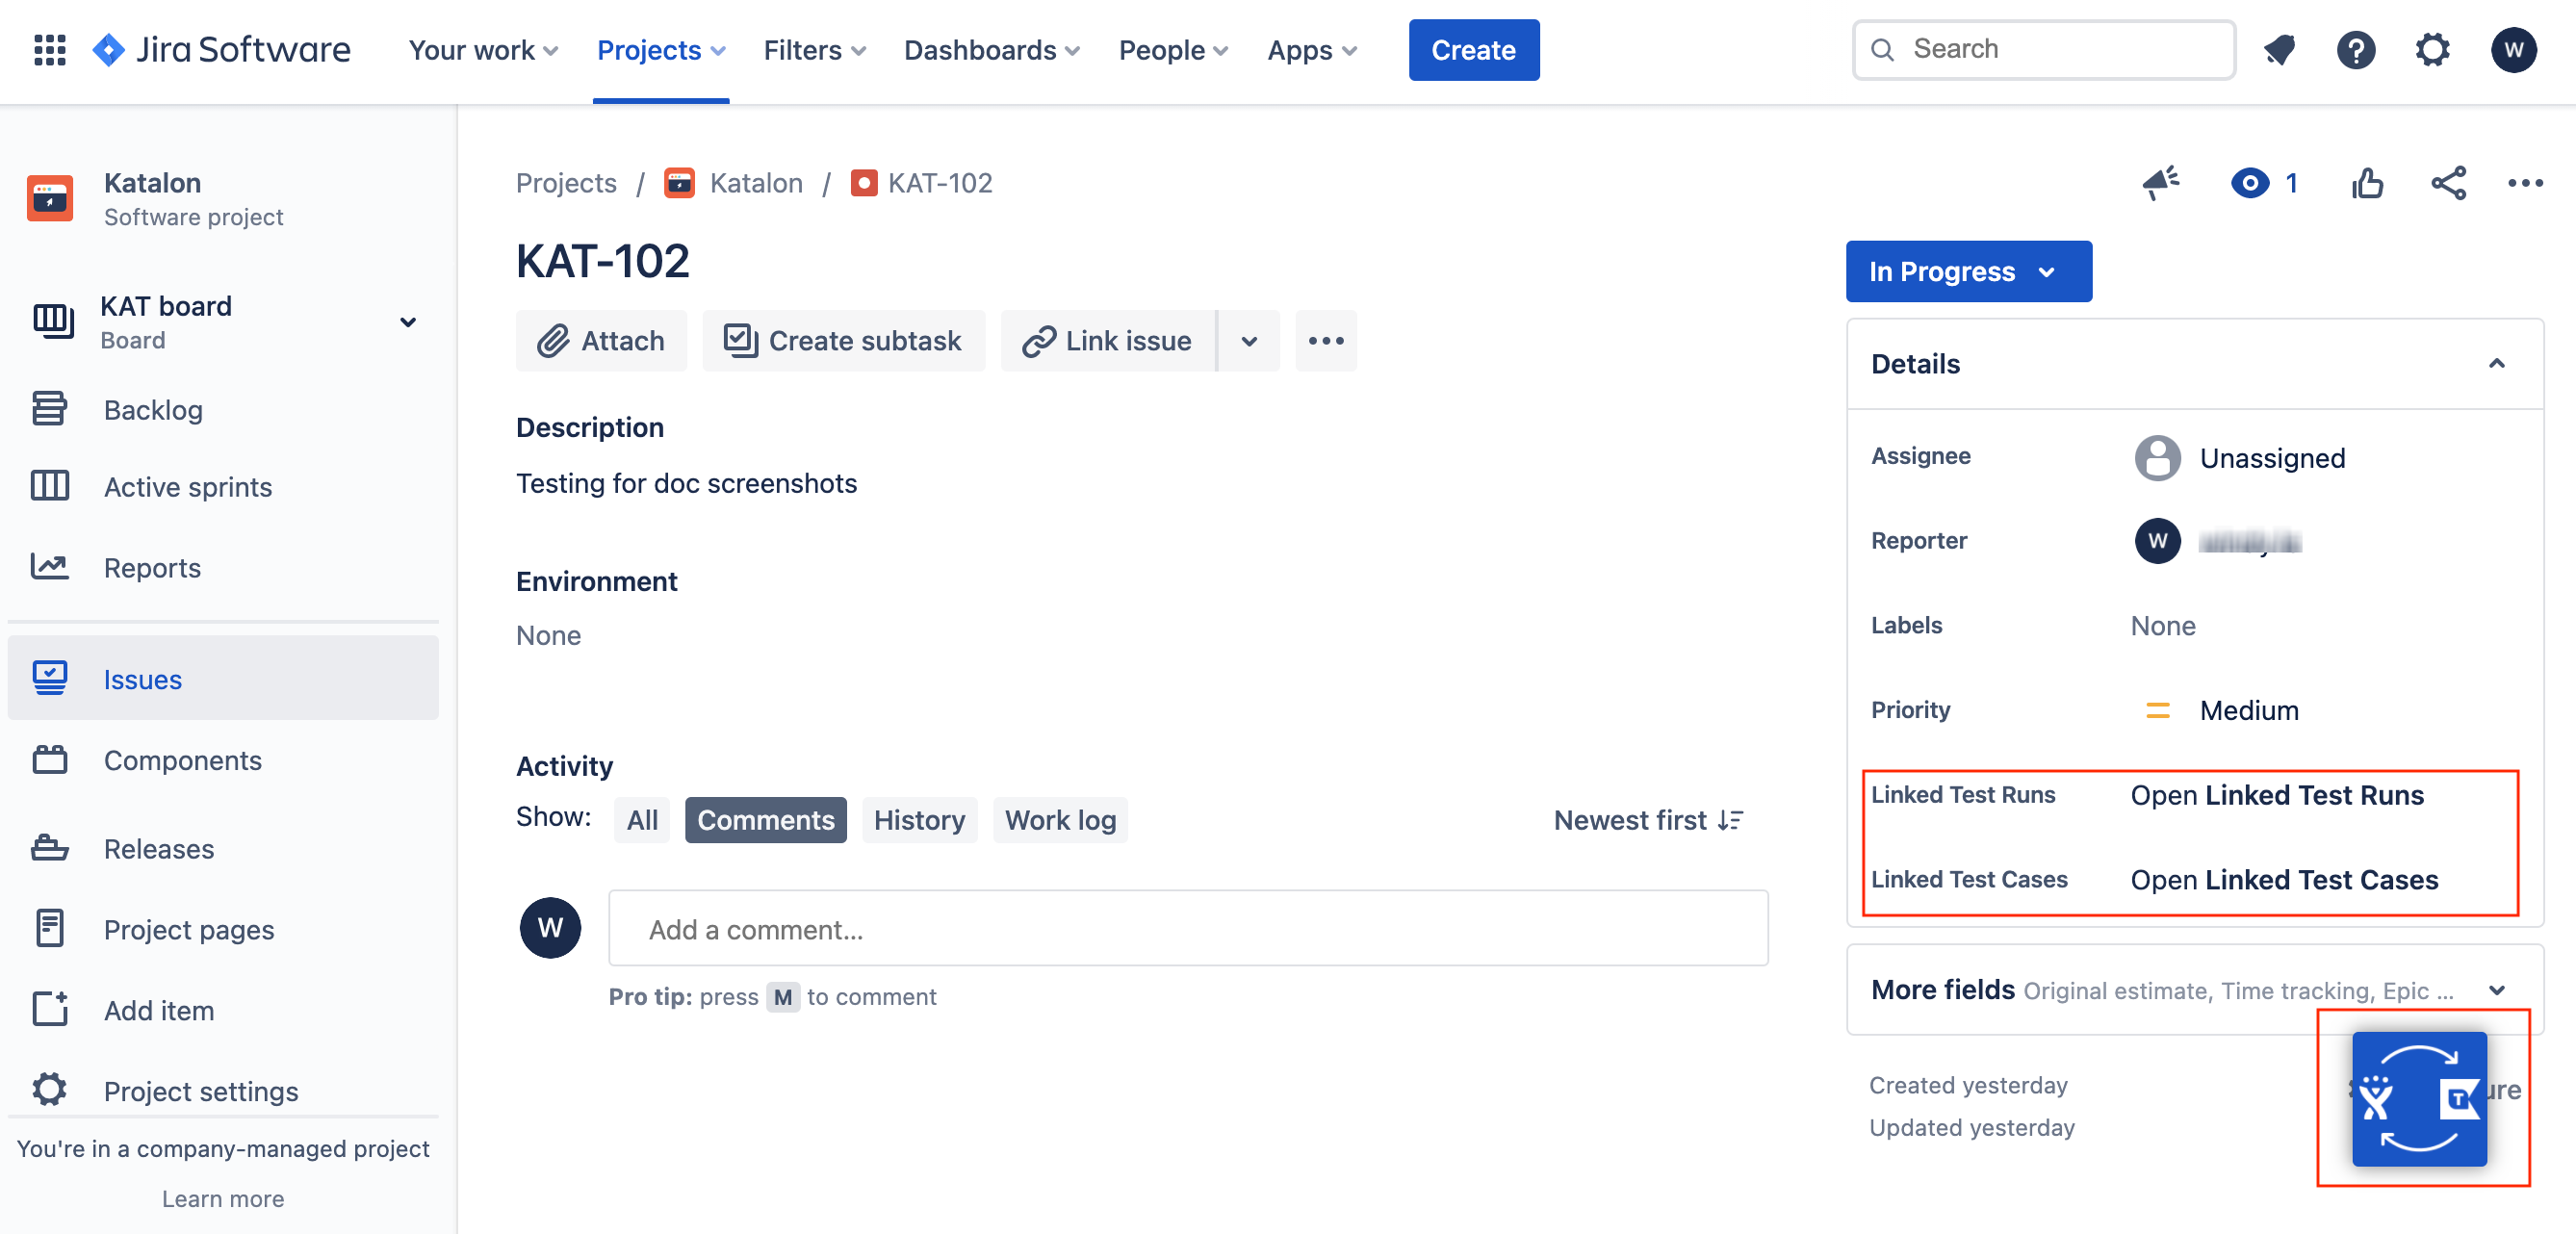 Jira Software Your work Projects Filters Dashboards People Apps Create Search W
Katalon
Software project
KAT board
Board
Backlog
Active sprints
Reports
Issues
Components
Releases
Project pages
Add item
Project settings
You're in a company-managed project
Learn more
Projects / Katalon / KAT-102
1
KAT-102
Attach Create subtask Link issue
Description
Testing for doc screenshots
Environment
None
Activity
Show: All Comments History Work log Newest first
W Add a comment...
Pro tip: press M to comment
In Progress
Details
Assignee Unassigned
Reporter W
Labels None
Priority Medium
Linked Test Runs Open Linked Test Runs
Linked Test Cases Open Linked Test Cases
More fields Original estimate, Time tracking, Epic ...
Created yesterday
Updated yesterday
T